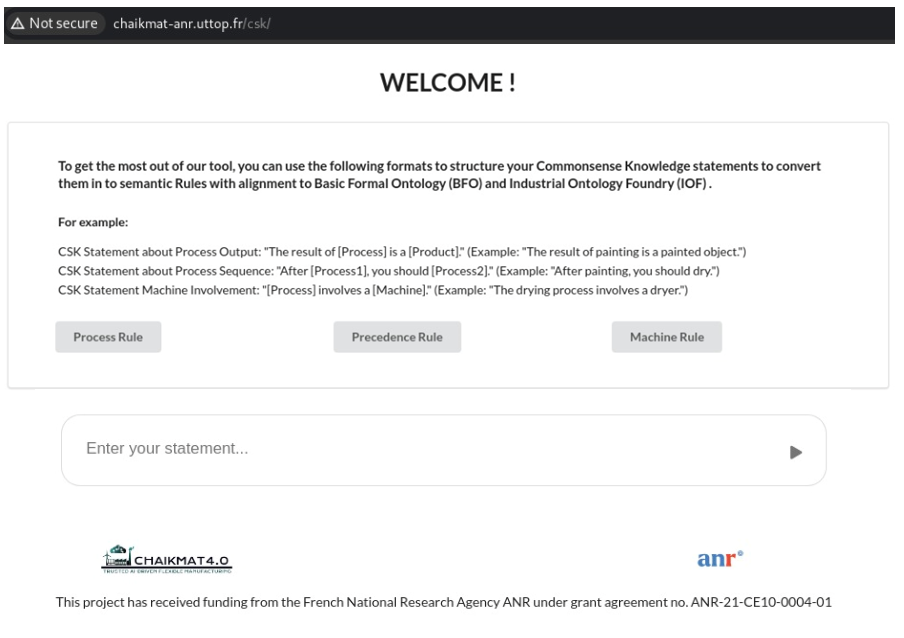 Not secure chaikmat-anr.uttop.fr/csk/
WELCOME !
To get the most out of our tool, you can use the following formats to structure your Commonsense Knowledge statements to convert
them in to semantic Rules with alignment to Basic Formal Ontology (BFO) and Industrial Ontology Foundry (IOF) .
For example:
CSK Statement about Process Output: "The result of [Process] is a [Product]." (Example: "The result of painting is a painted object.")
CSK Statement about Process Sequence: "After [Process1], you should [Process2]." (Example: "After painting, you should dry.")
CSK Statement Machine Involvement: "[Process] involves a [Machine]." (Example: "The drying process involves a dryer.")
Process Rule Precedence Rule Machine Rule
Enter your statement...
CHAIKMAT4.0 anr
TRUSTED AI DRIVEN FLEXIBLE MANUFACTURING
This project has received funding from the French National Research Agency ANR under grant agreement no. ANR-21-CE10-0004-01